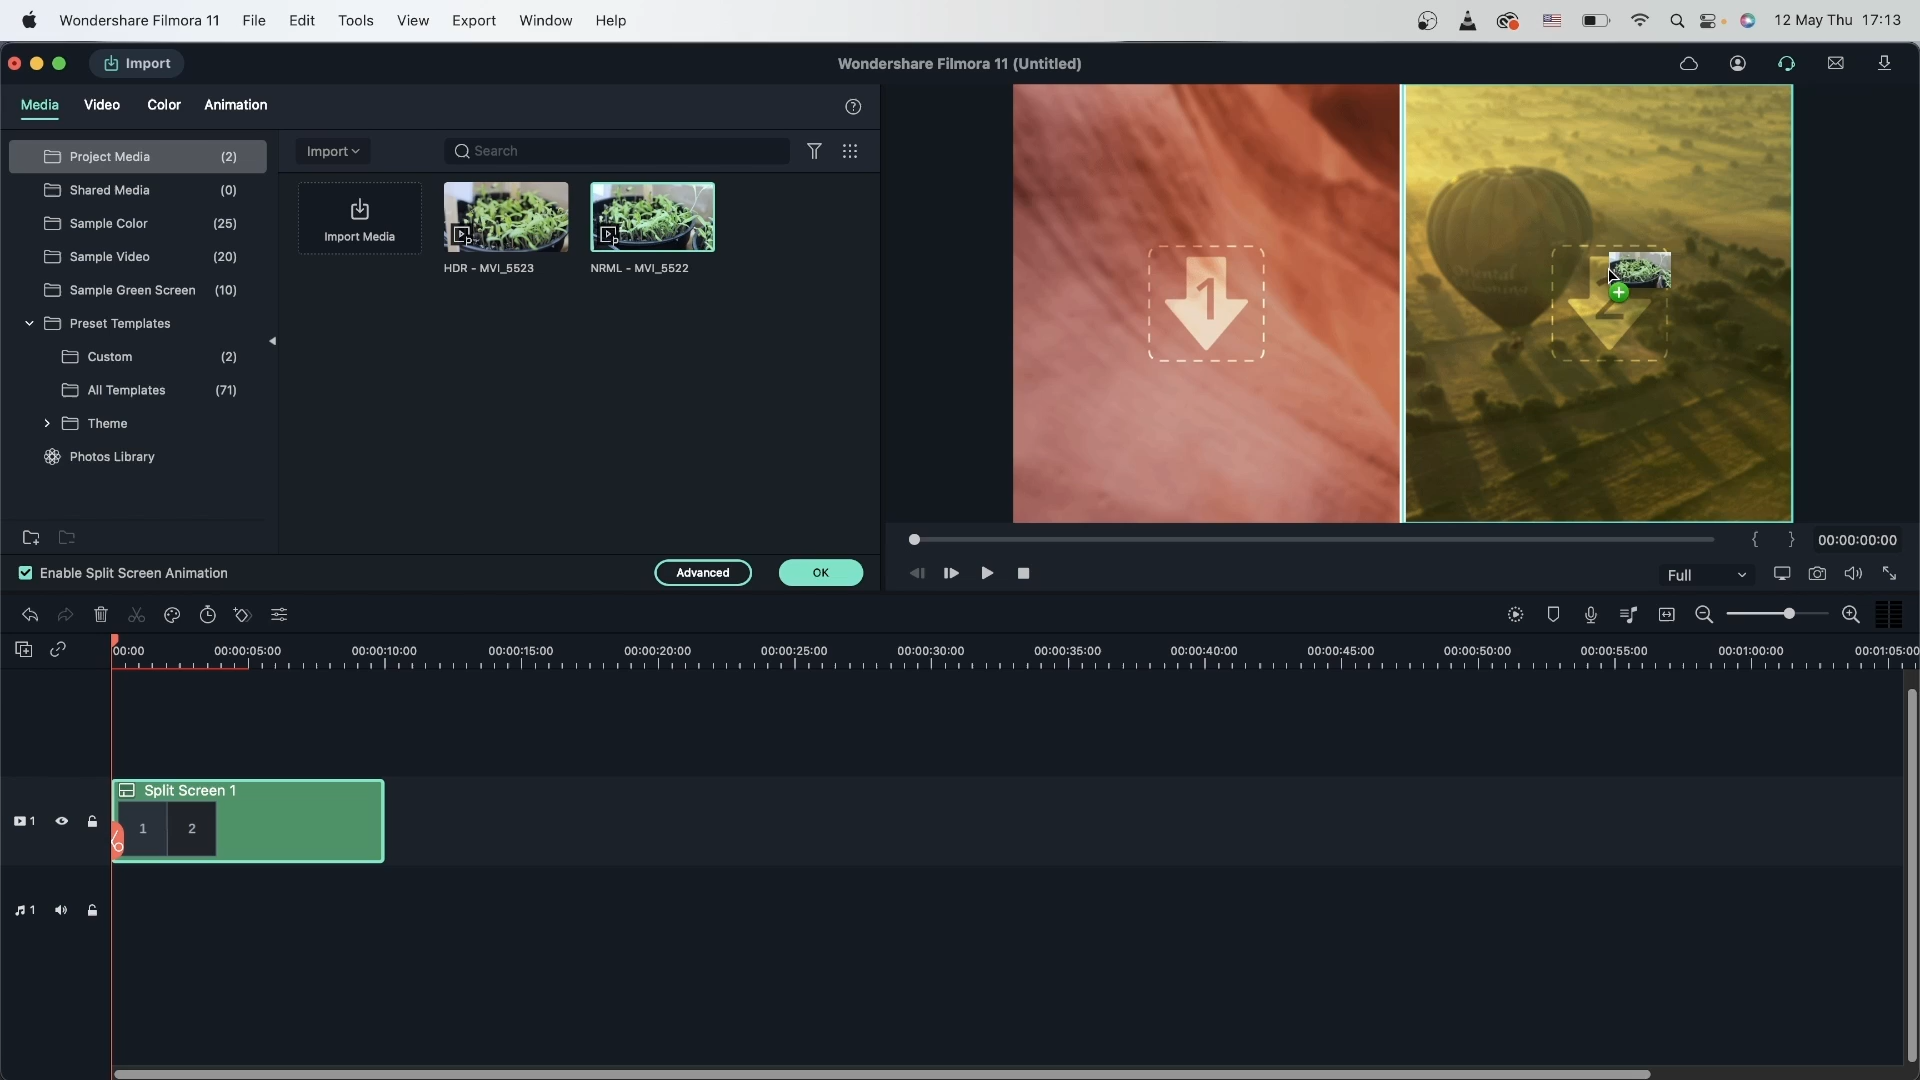 Wondershare Filmora 11 File Edit Tools View Export Window Help 12 May Thu 17:13
Import Wondershare Filmora 11 (Untitled)
Media Video Color Animation
Project Media (2)
Shared Media (0)
Sample Color (25)
Sample Video (20)
Sample Green Screen (10)
Preset Templates
Custom (2)
All Templates (71)
Theme
Photos Library
Import
Search
Import Media
HDR - MVI_5523
NRML - MVI_5522
1
2
Enable Split Screen Animation
Advanced
OK
{ } 00:00:00:00
Full
00:00 00:00:05:00 00:00:10:00 00:00:15:00 00:00:20:00 00:00:25:00 00:00:30:00 00:00:35:00 00:00:40:00 00:00:45:00 00:00:50:00 00:00:55:00 00:01:00:00 00:01:05:00
Split Screen 1
1 1 2
1